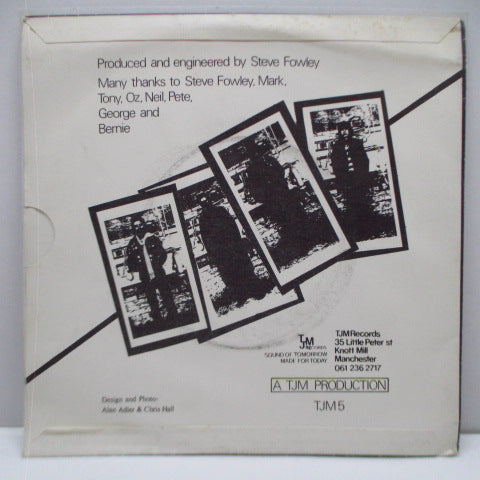 Produced and engineered by Steve Fowley
Many thanks to Steve Fowley, Mark,
Tony, Oz, Neil, Pete,
George and
Bernie
TJM
RECORDS
SOUND OF TOMORROW
MADE FOR TODAY
TJM Records
35 Little Peter st
Knott Mill
Manchester
061 236 2717
A TJM PRODUCTION
TJM 5
Design and Photo:
Alan Adler & Chris Hall